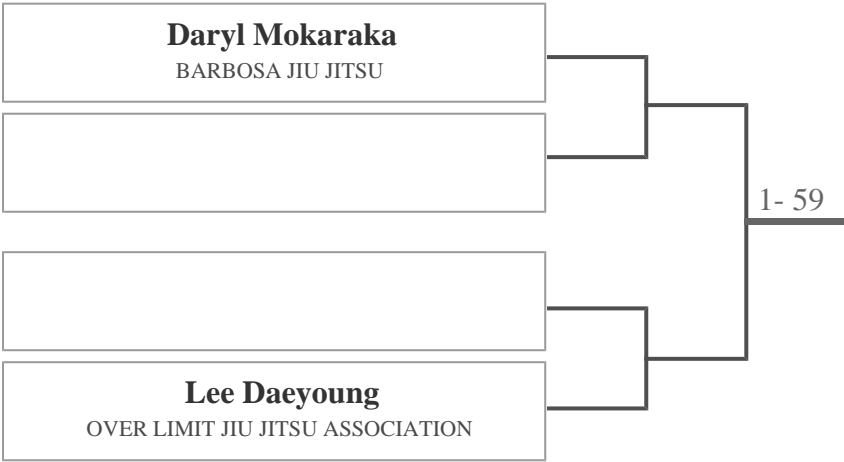 Daryl Mokaraka
BARBOSA JIU JITSU
1- 59
Lee Daeyoung
OVER LIMIT JIU JITSU ASSOCIATION